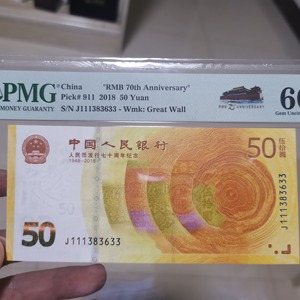 PMG
MONEY GUARANTY
China "RMB 70th Anniversary"
Pick# 911 2018 50 Yuan
S/N J111383633 - Wmk: Great Wall
Gem Unc
中国人民银行
人民币发行七十周年纪念
1948-2018
50
伍拾圆
50
J111383633
J111383633